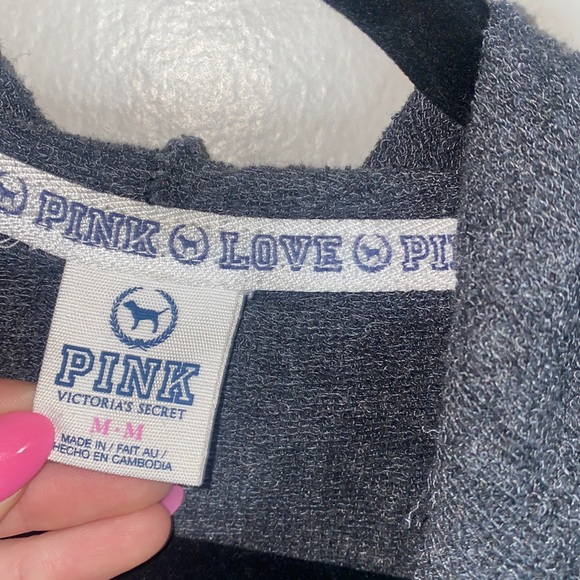 PINK LOVE PI
PINK
VICTORIA'S SECRET
M • M
MADE IN / FAIT AU /
HECHO EN CAMBODIA